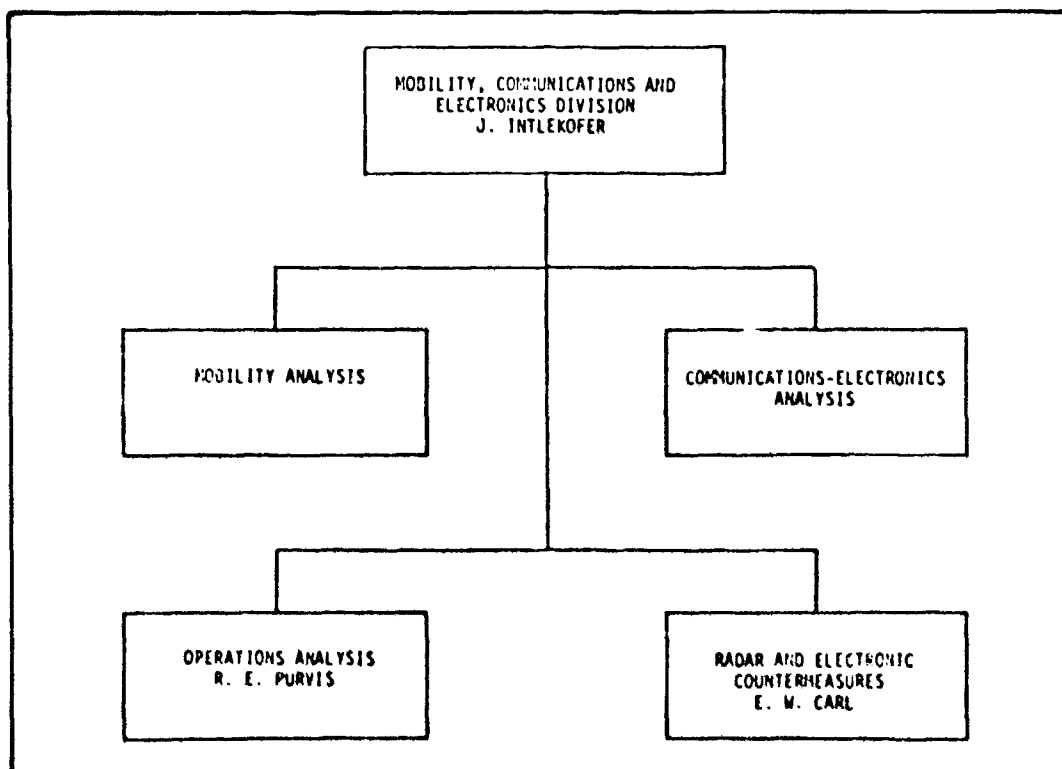 MOBILITY, COMMUNICATIONS AND
ELECTRONICS DIVISION
J. INTLEKOFER
MOBILITY ANALYSIS
COMMUNICATIONS-ELECTRONICS
ANALYSIS
OPERATIONS ANALYSIS
R. E. PURVIS
RADAR AND ELECTRONIC
COUNTERMEASURES
E. W. CARL